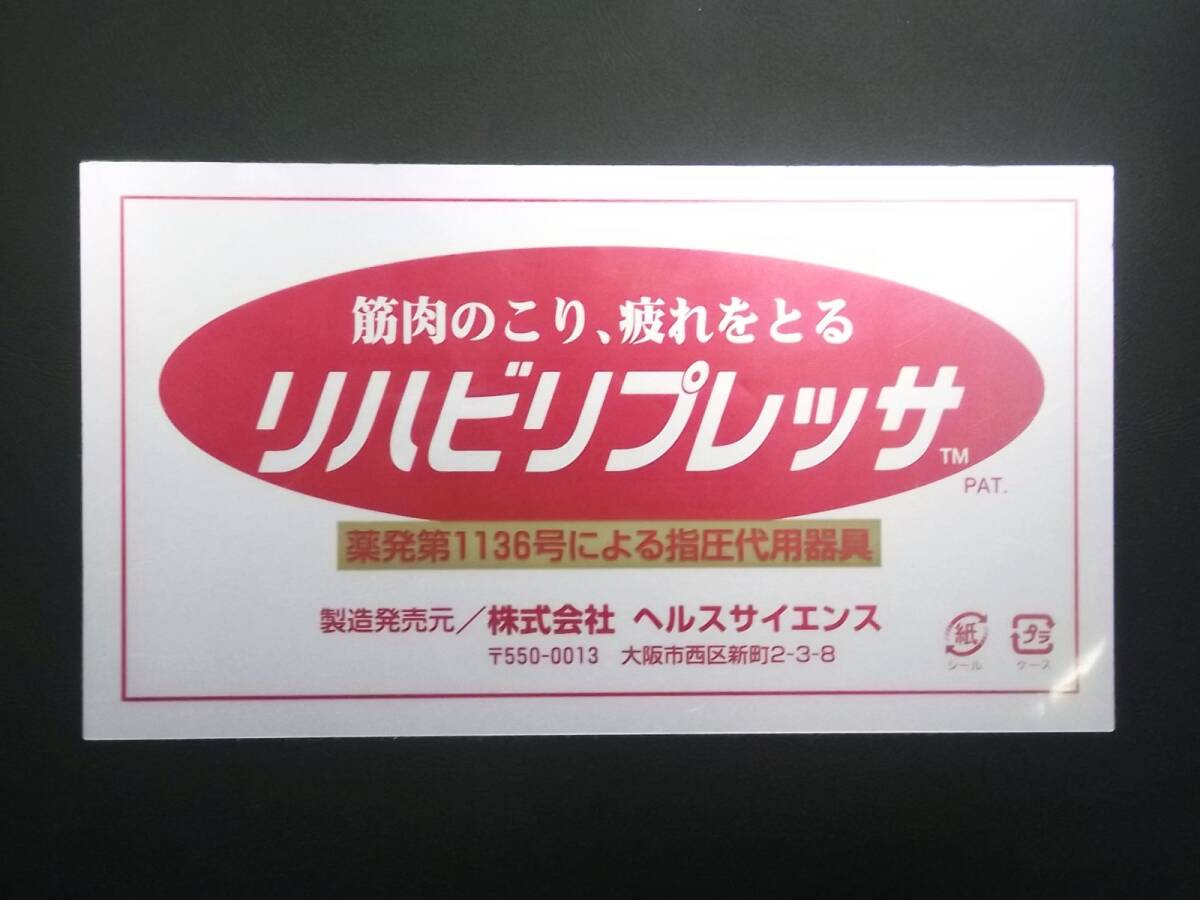 筋肉のこり、疲れをとる
リハビリプレッサ™
PAT.
薬発第1136号による指圧代用器具
製造発売元／株式会社 ヘルスサイエンス
〒550-0013 大阪市西区新町2-3-8
紙 プラ
シール ケース